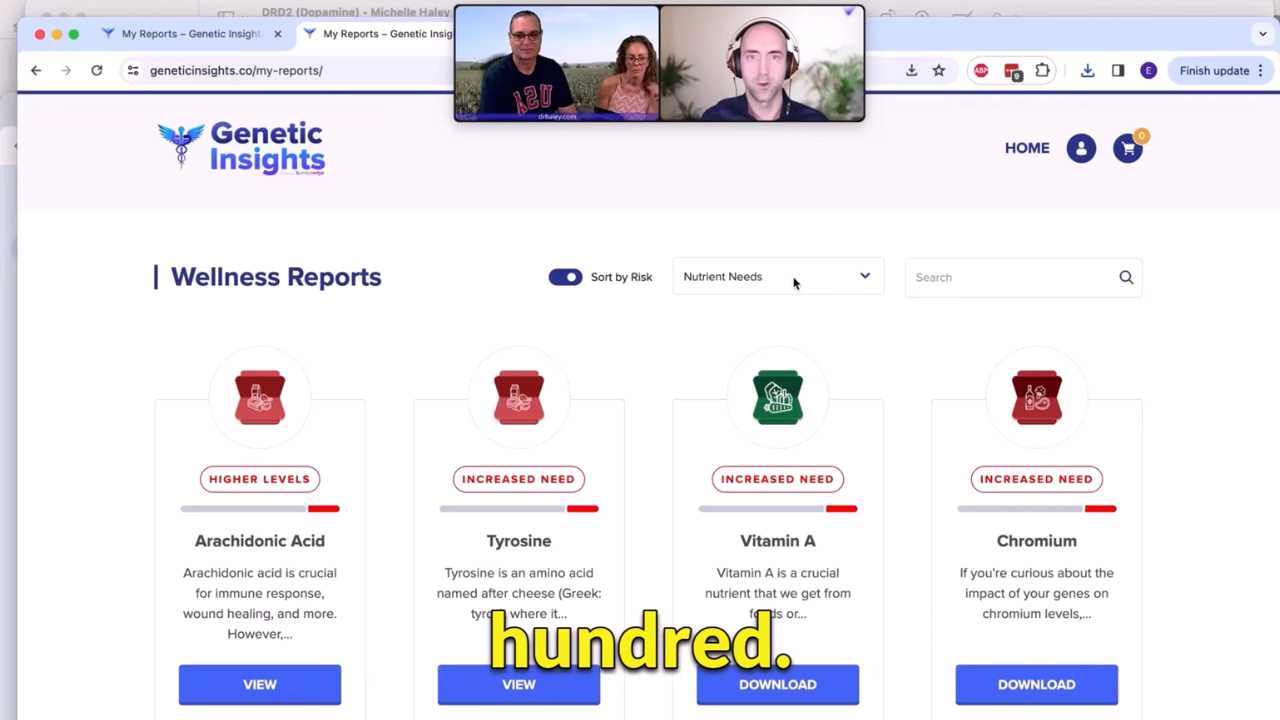 DRD2 (Dopamine) - Michelle Haley
My Reports – Genetic Insight
My Reports – Genetic Insig
geneticinsights.co/my-reports/
ABP
9
E
Finish update
USA
drhaley.com
Genetic
Insights
HOME
0
Wellness Reports
Sort by Risk
Nutrient Needs
Search
HIGHER LEVELS
Arachidonic Acid
Arachidonic acid is crucial
for immune response,
wound healing, and more.
However,...
VIEW
INCREASED NEED
Tyrosine
Tyrosine is an amino acid
named after cheese (Greek:
where it...
VIEW
INCREASED NEED
Vitamin A
Vitamin A is a crucial
nutrient that we get from
or...
DOWNLOAD
INCREASED NEED
Chromium
If you're curious about the
impact of your genes on
chromium levels,...
DOWNLOAD
hundred.